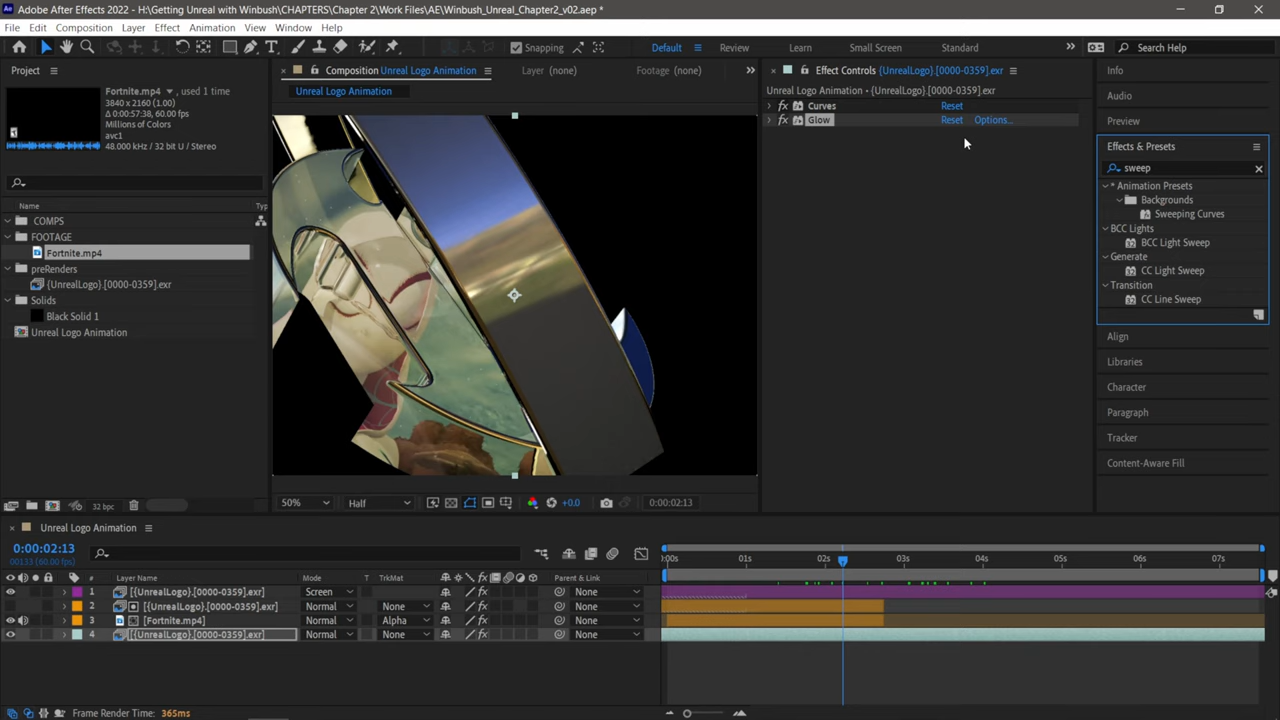 Adobe After Effects 2022 - H:\Getting Unreal with Winbush\CHAPTERS\Chapter 2\Work Files\AE\Winbush_Unreal_Chapter2_v02.aep *
File Edit Composition Layer Effect Animation View Window Help
Snapping Default Review Learn Small Screen Standard Search Help
Project
Fortnite.mp4 , used 1 time
3840 x 2160 (1.00)
Δ 0:00:57:38, 60.00 fps
Millions of Colors
avc1
48.000 kHz / 32 bit U / Stereo
Name Typ
COMPS
FOOTAGE
Fortnite.mp4
preRenders
{UnrealLogo}.[0000-0359].exr
Solids
Black Solid 1
Unreal Logo Animation
32 bpc
Composition Unreal Logo Animation Layer (none) Footage (none)
Unreal Logo Animation
50% Half +0.0 0:00:02:13
Effect Controls {UnrealLogo}.[0000-0359].exr
Unreal Logo Animation • {UnrealLogo}.[0000-0359].exr
fx Curves Reset
fx Glow Reset Options...
Info
Audio
Preview
Effects & Presets
sweep
* Animation Presets
Backgrounds
Sweeping Curves
BCC Lights
BCC Light Sweep
Generate
CC Light Sweep
Transition
CC Line Sweep
Align
Libraries
Character
Paragraph
Tracker
Content-Aware Fill
Unreal Logo Animation
0:00:02:13
00133 (60.00 fps)
:00s 01s 02s 03s 04s 05s 06s 07s
# Layer Name Mode T TrkMat Parent & Link
1 [{UnrealLogo}.[0000-0359].exr] Screen None
2 [{UnrealLogo}.[0000-0359].exr] Normal None None
3 [Fortnite.mp4] Normal Alpha None
4 [{UnrealLogo}.[0000-0359].exr] Normal None None
Frame Render Time: 365ms